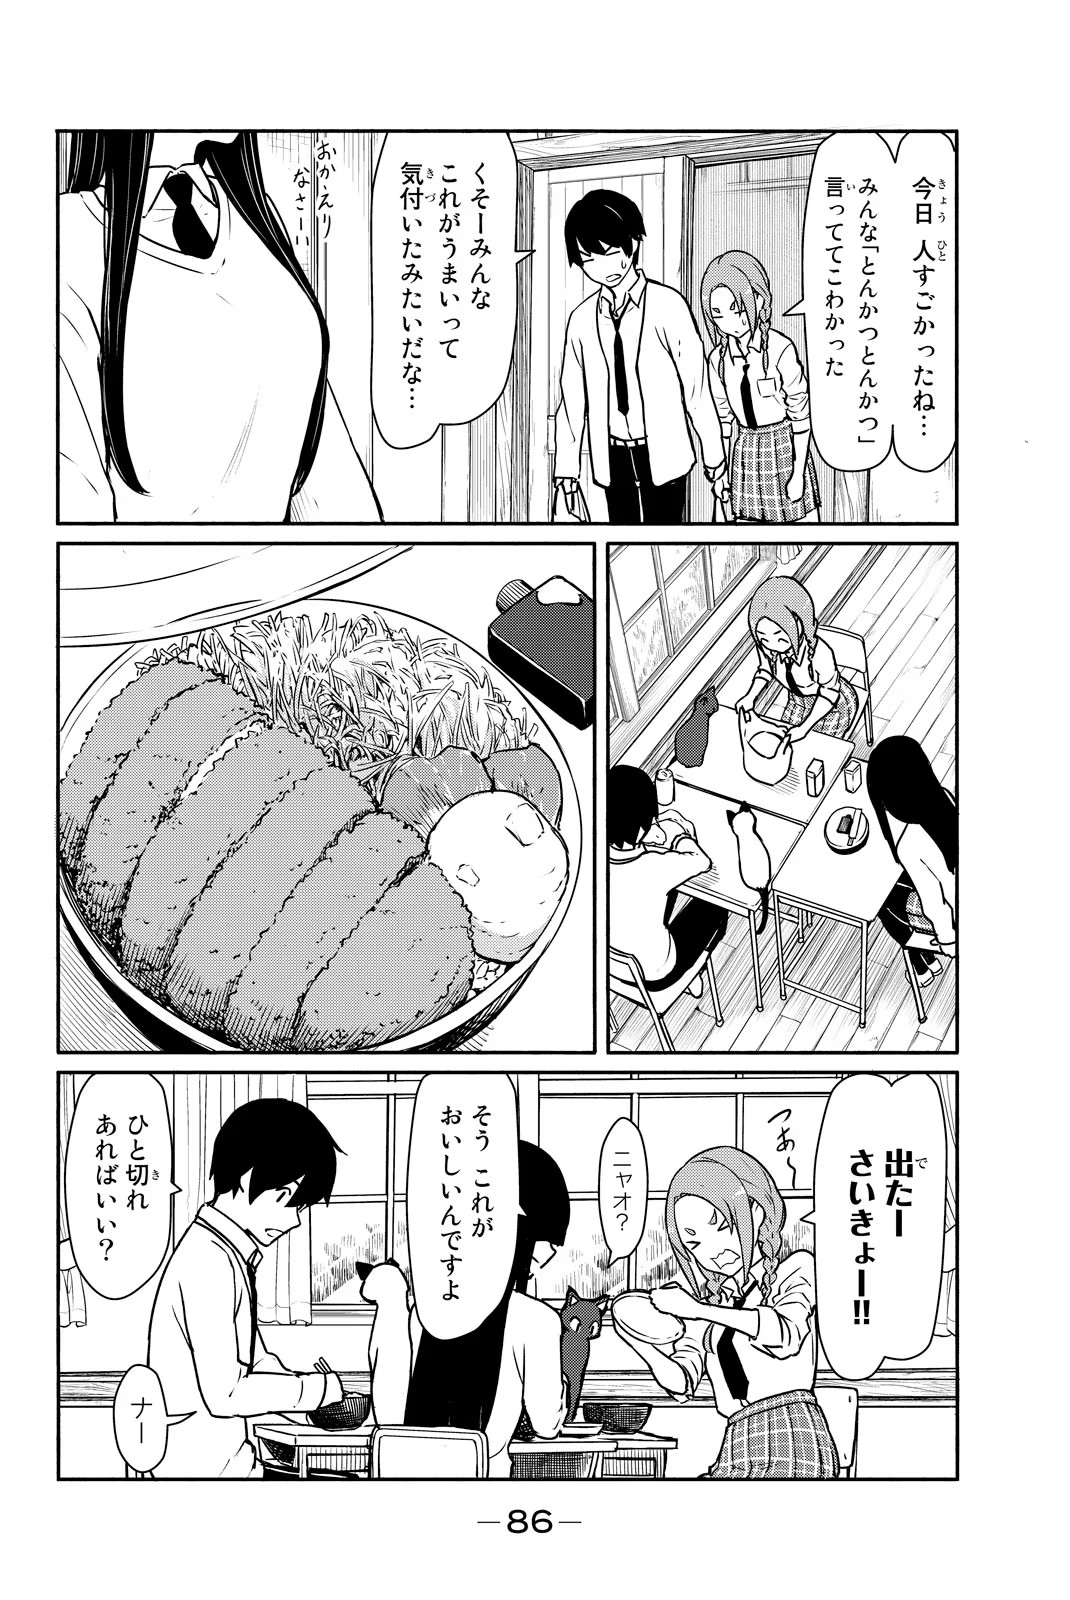 今日 人すごかったね…
みんな「とんかつとんかつ」
言っててこわかった
くそーみんな
これがうまいって
気付いたみたいだな…
おかえり
なさーい
出たー
さいきょー!!
つあ〜
ニャオ?
そう これが
おいしいんですよ
ひと切れ
あればいい?
ナー
—86—